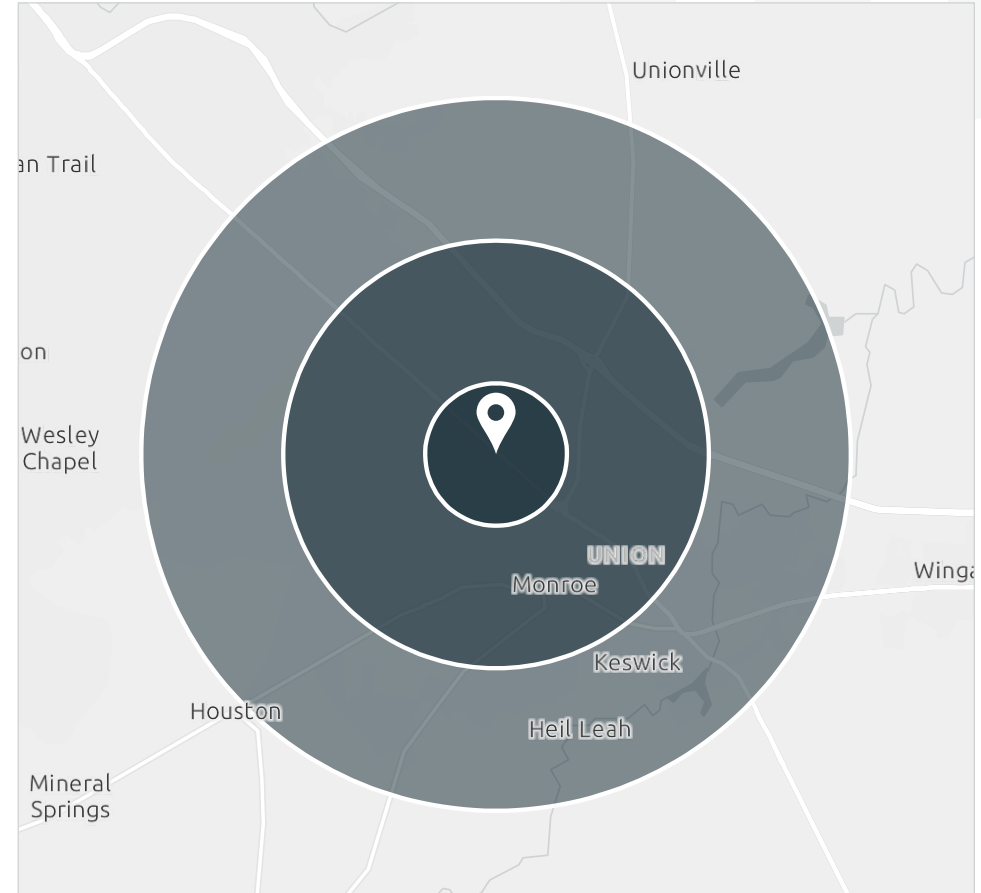 Unionville
an Trail
on
Wesley
Chapel
UNION
Winga
Monroe
Keswick
Houston
Heil Leah
Mineral
Springs